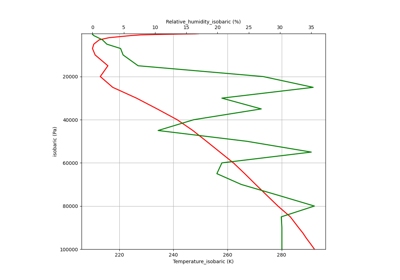 Relative_humidity_isobaric (%)
0 5 10 15 20 25 30 35
20000
40000
60000
80000
100000
isobaric (Pa)
220 240 260 280
Temperature_isobaric (K)